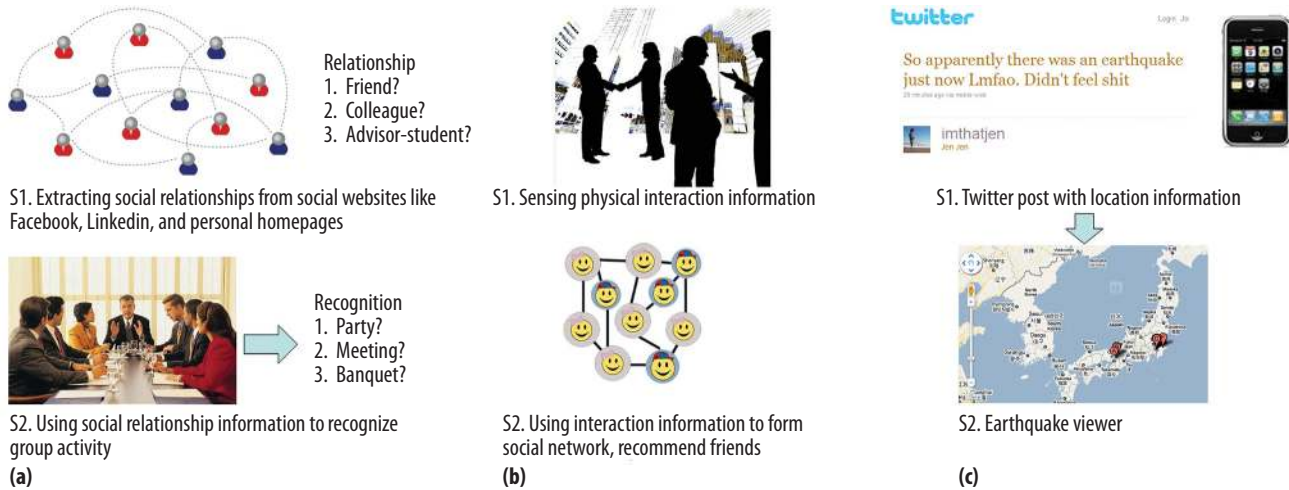 Relationship
1. Friend?
2. Colleague?
3. Advisor-student?
S1. Extracting social relationships from social websites like
Facebook, Linkedin, and personal homepages
Recognition
1. Party?
2. Meeting?
3. Banquet?
S2. Using social relationship information to recognize
group activity
(a)
S1. Sensing physical interaction information
S2. Using interaction information to form
social network, recommend friends
(b)
twitter
Login
So apparently there was an earthquake
just now Lmfao. Didn't feel shit
imthatjen
Jen Jen
S1. Twitter post with location information
S2. Earthquake viewer
(c)